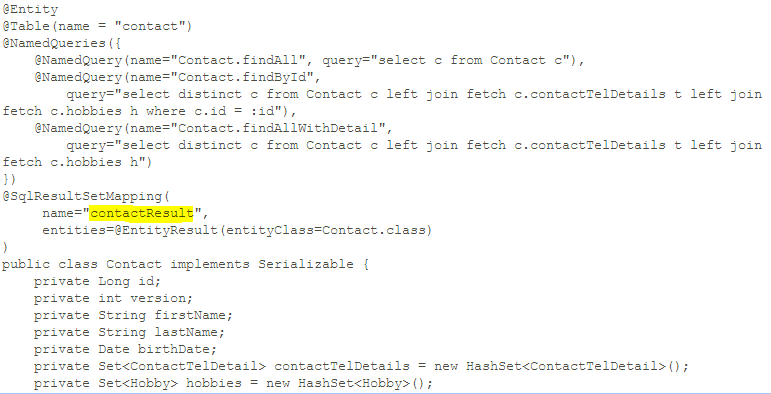 @Entity
@Table(name = "contact")
@NamedQueries({
    @NamedQuery(name="Contact.findAll", query="select c from Contact c"),
    @NamedQuery(name="Contact.findById",
        query="select distinct c from Contact c left join fetch c.contactTelDetails t left join
fetch c.hobbies h where c.id = :id"),
    @NamedQuery(name="Contact.findAllWithDetail",
        query="select distinct c from Contact c left join fetch c.contactTelDetails t left join
fetch c.hobbies h")
})
@SqlResultSetMapping(
     name="contactResult",
     entities=@EntityResult(entityClass=Contact.class)
)
public class Contact implements Serializable {
    private Long id;
    private int version;
    private String firstName;
    private String lastName;
    private Date birthDate;
    private Set<ContactTelDetail> contactTelDetails = new HashSet<ContactTelDetail>();
    private Set<Hobby> hobbies = new HashSet<Hobby>();